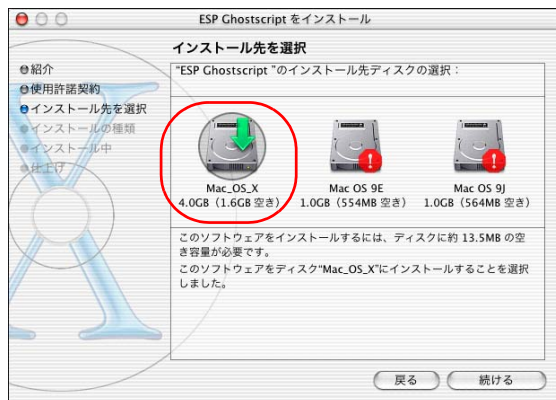 ESP Ghostscript をインストール
インストール先を選択
紹介
使用許諾契約
インストール先を選択
インストールの種類
インストール中
仕上げ
"ESP Ghostscript "のインストール先ディスクの選択：
Mac_OS_X
4.0GB（1.6GB 空き）
Mac OS 9E
1.0GB（554MB 空き）
Mac OS 9J
1.0GB（564MB 空き）
このソフトウェアをインストールするには、ディスクに約 13.5MB の空
き容量が必要です。
このソフトウェアをディスク"Mac_OS_X"にインストールすることを選択
しました。
戻る
続ける